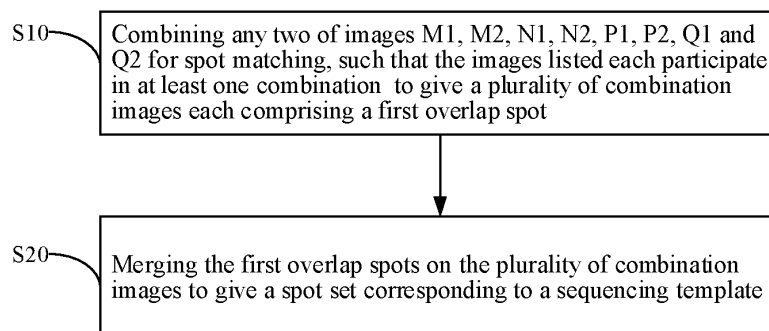 S10
Combining any two of images M1, M2, N1, N2, P1, P2, Q1 and
Q2 for spot matching, such that the images listed each participate
in at least one combination to give a plurality of combination
images each comprising a first overlap spot
S20
Merging the first overlap spots on the plurality of combination
images to give a spot set corresponding to a sequencing template